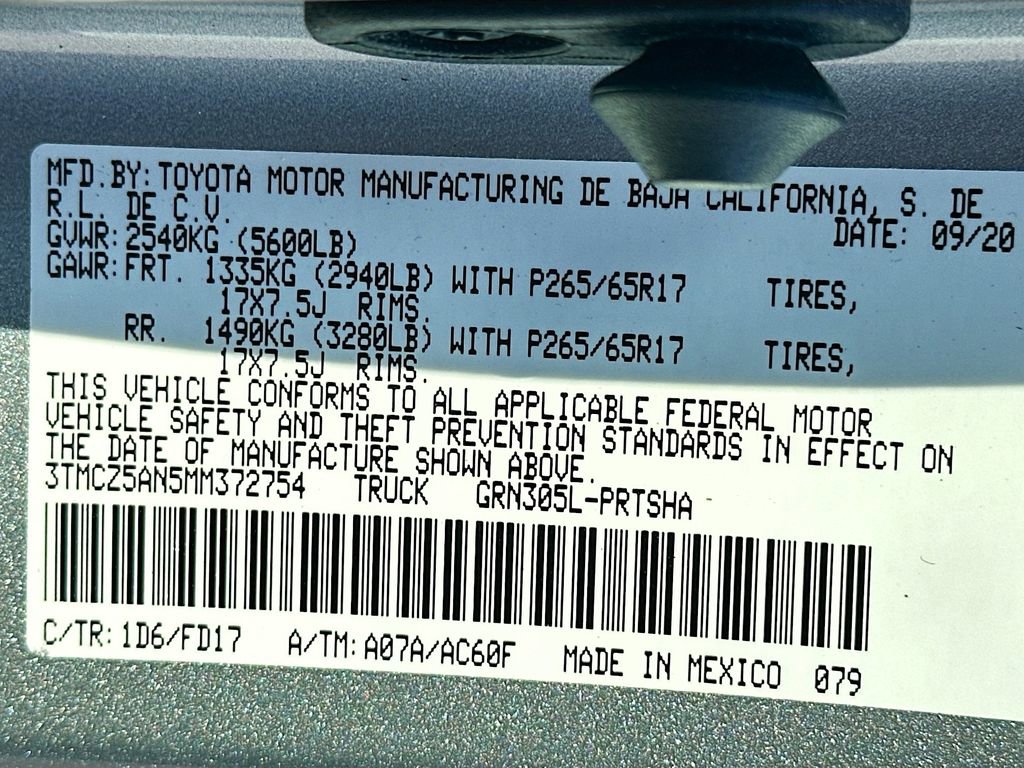 MFD.BY:TOYOTA MOTOR MANUFACTURING DE BAJA CALIFORNIA, S. DE
R.L. DE C.V. DATE: 09/20
GVWR:2540KG (5600LB)
GAWR:FRT. 1335KG (2940LB) WITH P265/65R17 TIRES,
17X7.5J RIMS.
RR. 1490KG (3280LB) WITH P265/65R17 TIRES,
17X7.5J RIMS.
THIS VEHICLE CONFORMS TO ALL APPLICABLE FEDERAL MOTOR
VEHICLE SAFETY AND THEFT PREVENTION STANDARDS IN EFFECT ON
THE DATE OF MANUFACTURE SHOWN ABOVE.
3TMCZ5AN5MM372754 TRUCK GRN305L-PRTSHA
C/TR:1D6/FD17 A/TM:A07A/AC60F MADE IN MEXICO 079